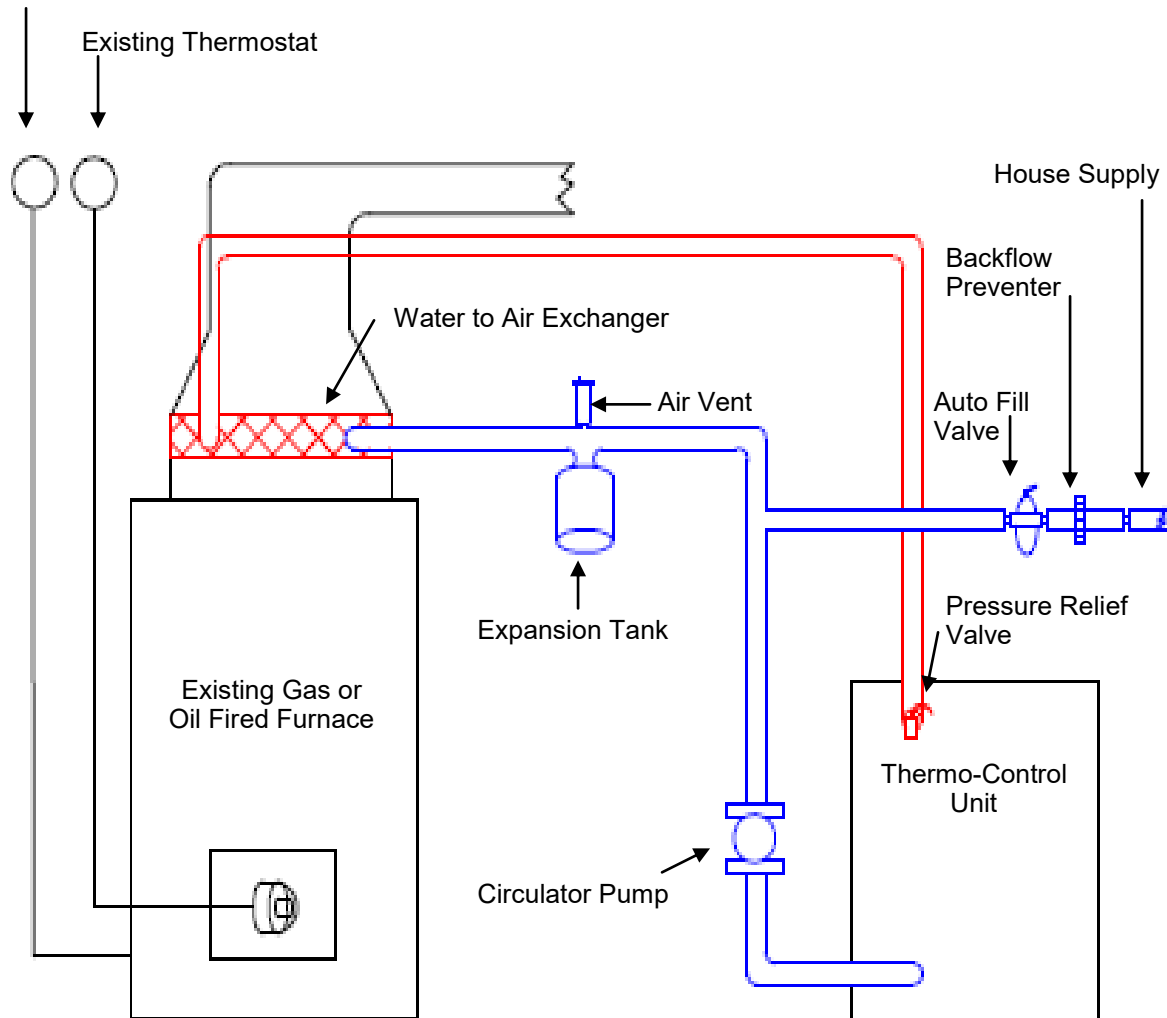 Existing Thermostat
House Supply
Backflow
Preventer
Water to Air Exchanger
Air Vent
Auto Fill
Valve
Expansion Tank
Pressure Relief
Valve
Existing Gas or
Oil Fired Furnace
Thermo-Control
Unit
Circulator Pump